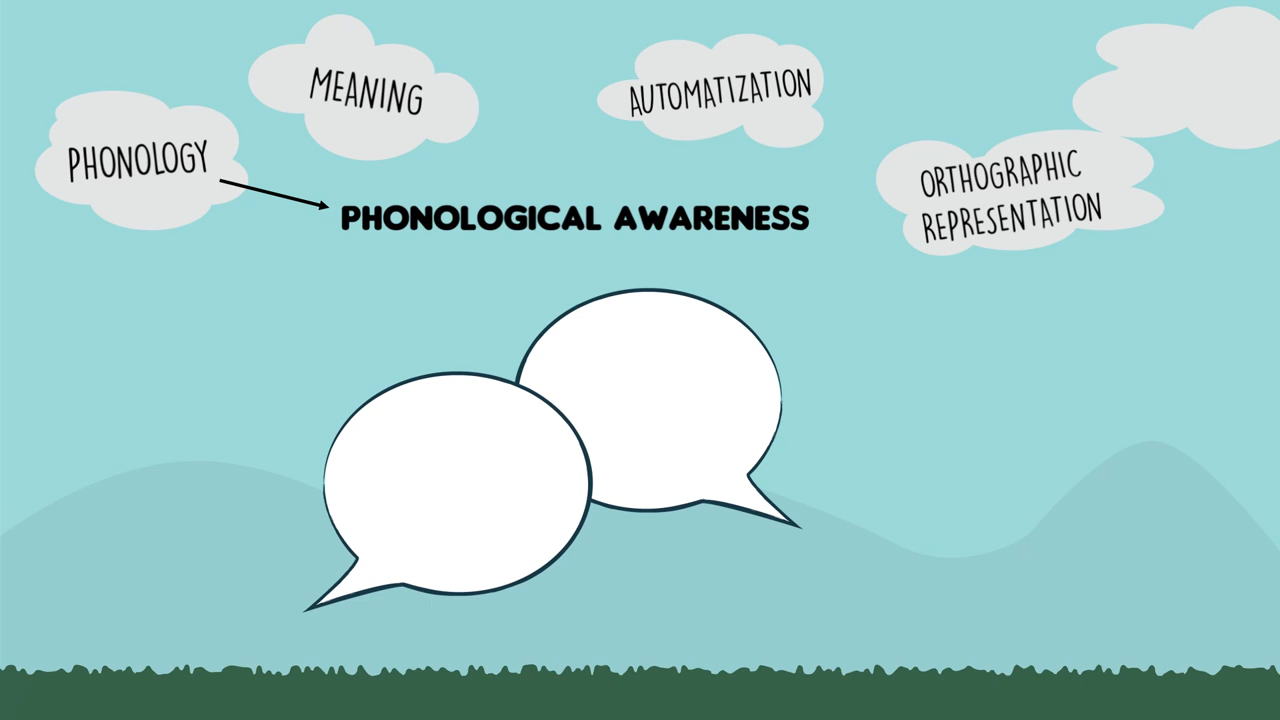 MEANING
AUTOMATIZATION
PHONOLOGY
ORTHOGRAPHIC
REPRESENTATION
PHONOLOGICAL AWARENESS